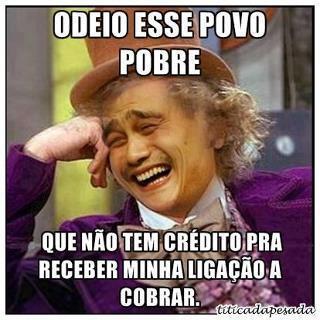 ODEIO ESSE POVO
POBRE
QUE NÃO TEM CRÉDITO PRA
RECEBER MINHA LIGAÇÃO A
COBRAR.
titicadapesada